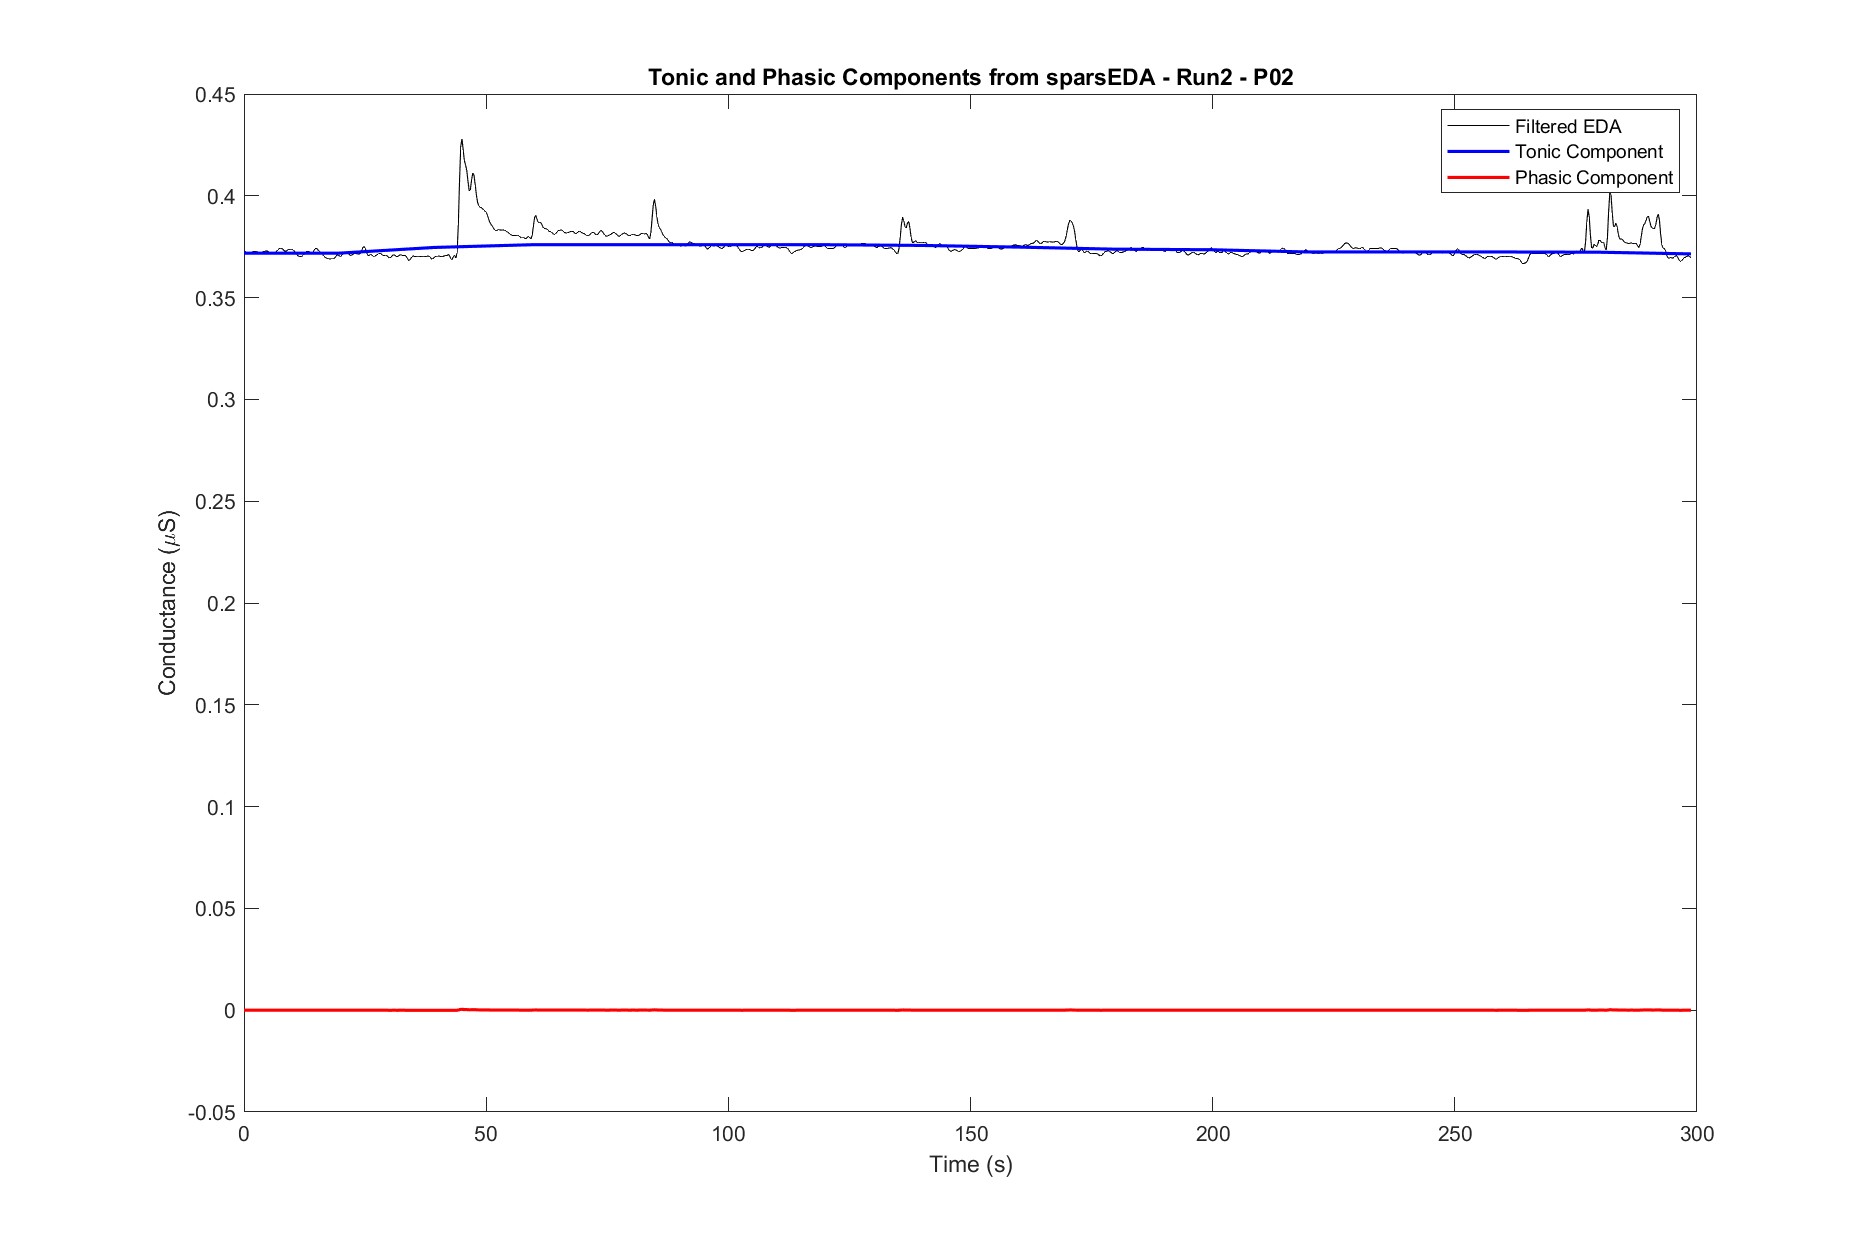 Tonic and Phasic Components from sparsEDA - Run2 - P02
0.45
0.4
0.35
0.3
0.25
0.2
0.15
0.1
0.05
0
-0.05
Conductance (μS)
Filtered EDA
Tonic Component
Phasic Component
0 50 100 150 200 250 300
Time (s)